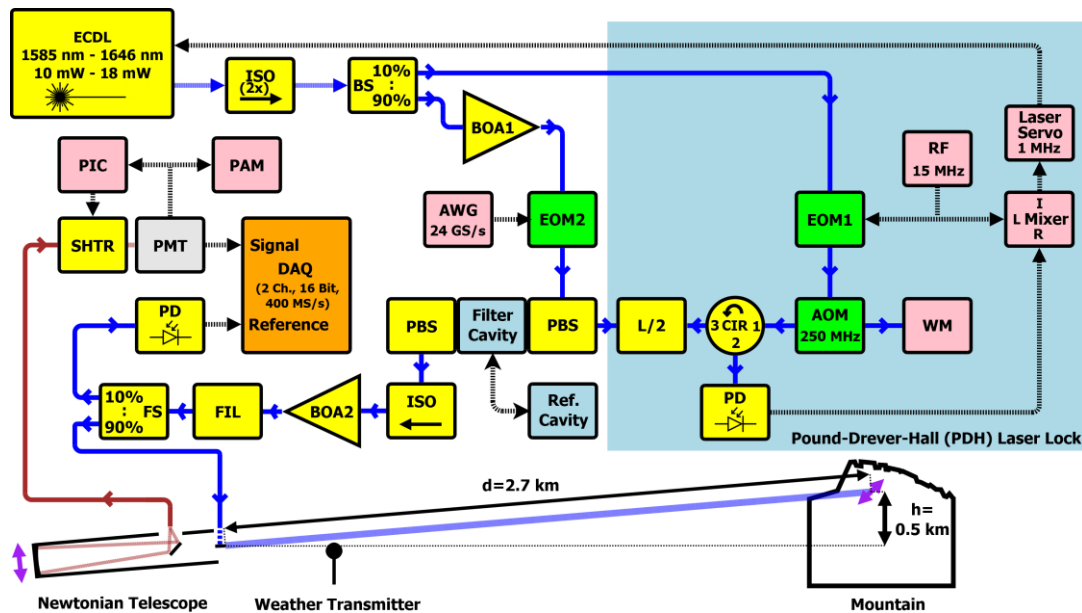 ECDL
1585 nm - 1646 nm
10 mW - 18 mW
ISO
(2x)
BS
10%
:
90%
BOA1
Laser
Servo
1 MHz
PIC
PAM
RF
15 MHz
AWG
24 GS/s
EOM2
EOM1
I
L Mixer
R
SHTR
PMT
Signal
DAQ
(2 Ch., 16 Bit,
400 MS/s)
Reference
PD
PBS
Filter
Cavity
PBS
L/2
3 CIR 1
2
AOM
250 MHz
WM
10%
:
90%
FS
FIL
BOA2
ISO
Ref.
Cavity
PD
Pound-Drever-Hall (PDH) Laser Lock
d=2.7 km
h=
0.5 km
Newtonian Telescope
Weather Transmitter
Mountain